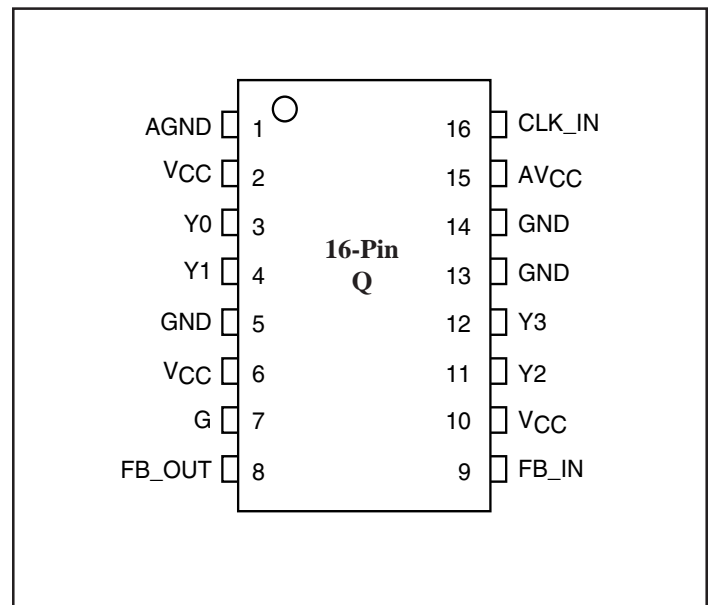 AGND 1 16 CLK_IN
VCC 2 15 AVCC
Y0 3 14 GND
16-Pin
Y1 4 13 GND
Q
GND 5 12 Y3
VCC 6 11 Y2
G 7 10 VCC
FB_OUT 8 9 FB_IN